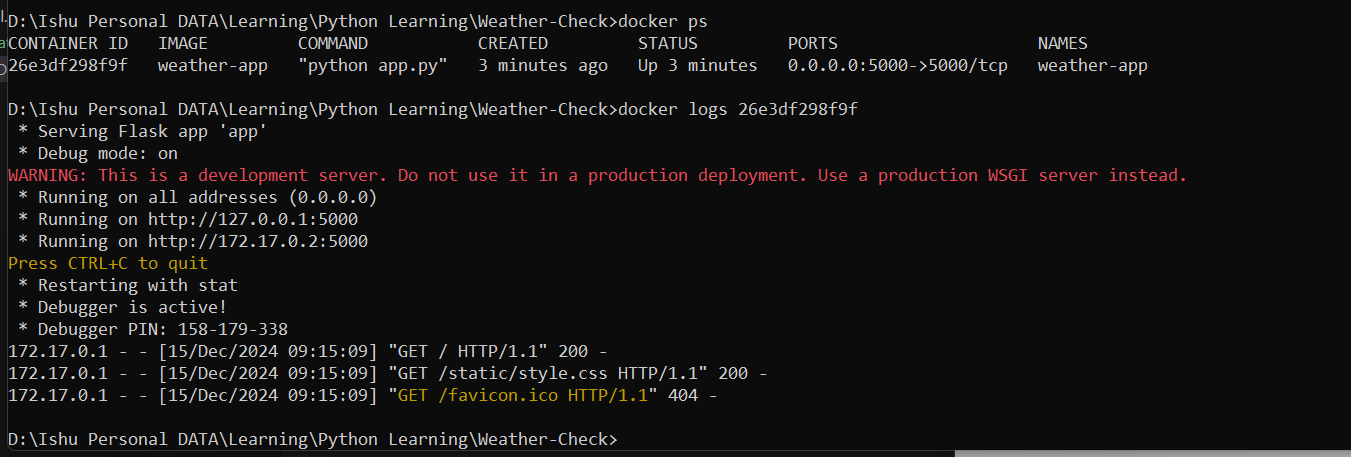 D:\Ishu Personal DATA\Learning\Python Learning\Weather-Check>docker ps
CONTAINER ID   IMAGE         COMMAND           CREATED         STATUS         PORTS                    NAMES
26e3df298f9f   weather-app   "python app.py"   3 minutes ago   Up 3 minutes   0.0.0.0:5000->5000/tcp   weather-app
D:\Ishu Personal DATA\Learning\Python Learning\Weather-Check>docker logs 26e3df298f9f
 * Serving Flask app 'app'
 * Debug mode: on
WARNING: This is a development server. Do not use it in a production deployment. Use a production WSGI server instead.
 * Running on all addresses (0.0.0.0)
 * Running on http://127.0.0.1:5000
 * Running on http://172.17.0.2:5000
Press CTRL+C to quit
 * Restarting with stat
 * Debugger is active!
 * Debugger PIN: 158-179-338
172.17.0.1 - - [15/Dec/2024 09:15:09] "GET / HTTP/1.1" 200 -
172.17.0.1 - - [15/Dec/2024 09:15:09] "GET /static/style.css HTTP/1.1" 200 -
172.17.0.1 - - [15/Dec/2024 09:15:09] "GET /favicon.ico HTTP/1.1" 404 -
D:\Ishu Personal DATA\Learning\Python Learning\Weather-Check>